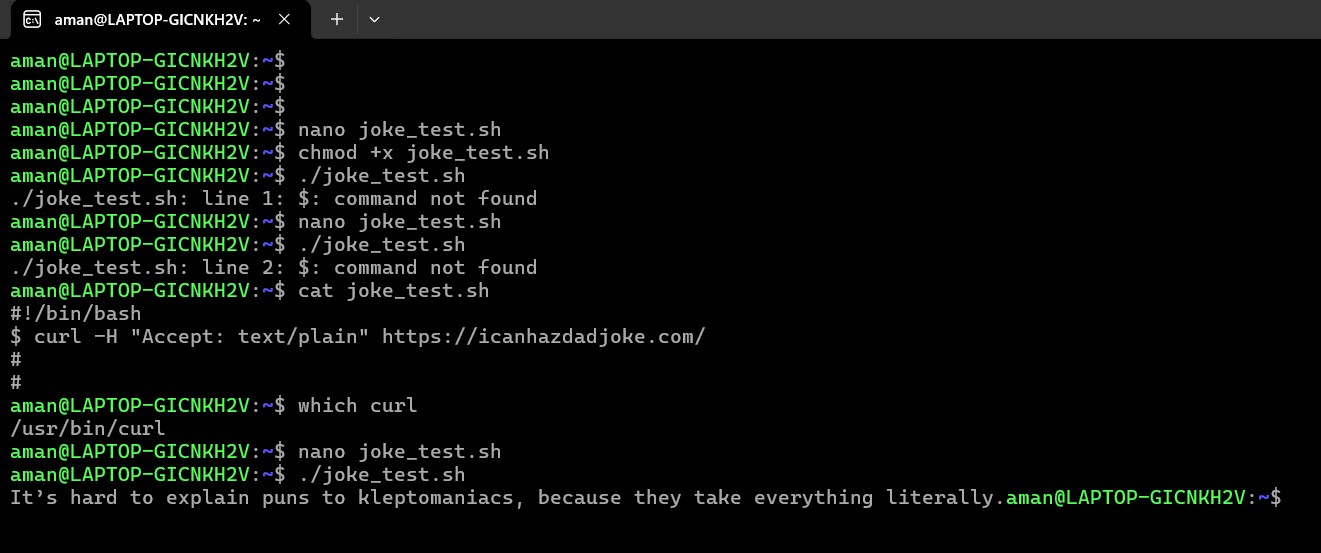 aman@LAPTOP-GICNKH2V: ~
aman@LAPTOP-GICNKH2V:~$
aman@LAPTOP-GICNKH2V:~$
aman@LAPTOP-GICNKH2V:~$
aman@LAPTOP-GICNKH2V:~$ nano joke_test.sh
aman@LAPTOP-GICNKH2V:~$ chmod +x joke_test.sh
aman@LAPTOP-GICNKH2V:~$ ./joke_test.sh
./joke_test.sh: line 1: $: command not found
aman@LAPTOP-GICNKH2V:~$ nano joke_test.sh
aman@LAPTOP-GICNKH2V:~$ ./joke_test.sh
./joke_test.sh: line 2: $: command not found
aman@LAPTOP-GICNKH2V:~$ cat joke_test.sh
#!/bin/bash
$ curl -H "Accept: text/plain" https://icanhazdadjoke.com/
#
#
aman@LAPTOP-GICNKH2V:~$ which curl
/usr/bin/curl
aman@LAPTOP-GICNKH2V:~$ nano joke_test.sh
aman@LAPTOP-GICNKH2V:~$ ./joke_test.sh
It’s hard to explain puns to kleptomaniacs, because they take everything literally.aman@LAPTOP-GICNKH2V:~$